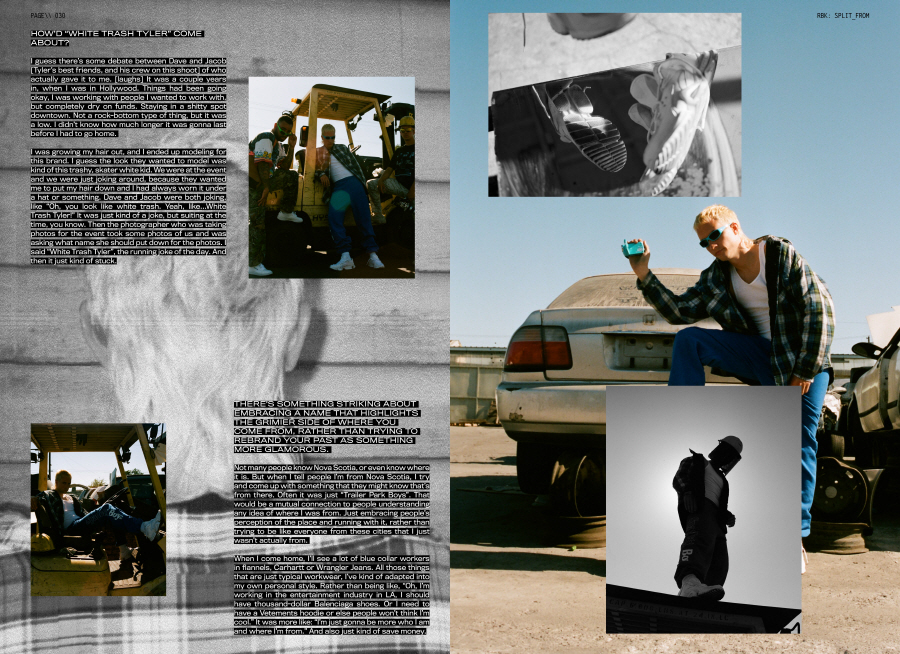 PAGE\\ 030
RBK: SPLIT_FROM
HOW'D "WHITE TRASH TYLER" COME
ABOUT?
I guess there's some debate between Dave and Jacob
[Tyler's best friends, and his crew on this shoot] of who
actually gave it to me. [laughs] It was a couple years
in, when I was in Hollywood. Things had been going
okay, I was working with people I wanted to work with,
but completely dry on funds. Staying in a shitty spot
downtown. Not a rock-bottom type of thing, but it was
a low. I didn't know how much longer it was gonna last
before I had to go home.
I was growing my hair out, and I ended up modeling for
this brand. I guess the look they wanted to model was
kind of this trashy, skater white kid. We were at the event
and we were just joking around, because they wanted
me to put my hair down and I had always worn it under
a hat or something. Dave and Jacob were both joking,
like "Oh, you look like white trash. Yeah, like...White
Trash Tyler!" It was just kind of a joke, but suiting at the
time, you know. Then the photographer who was taking
photos for the event took some photos of us and was
asking what name she should put down for the photos. I
said "White Trash Tyler", the running joke of the day. And
then it just kind of stuck.
THERE'S SOMETHING STRIKING ABOUT
EMBRACING A NAME THAT HIGHLIGHTS
THE GRIMIER SIDE OF WHERE YOU
COME FROM, RATHER THAN TRYING TO
REBRAND YOUR PAST AS SOMETHING
MORE GLAMOROUS.
Not many people know Nova Scotia, or even know where
it is. But when I tell people I'm from Nova Scotia, I try
and come up with something that they might know that's
from there. Often it was just "Trailer Park Boys". That
would be a mutual connection to people understanding
any idea of where I was from. Just embracing people's
perception of the place and running with it, rather than
trying to be like everyone from these cities that I just
wasn't actually from.
When I come home, I'll see a lot of blue collar workers
in flannels, Carhartt or Wrangler Jeans. All those things
that are just typical workwear, I've kind of adapted into
my own personal style. Rather than being like, "Oh, I'm
working in the entertainment industry in LA, I should
have thousand-dollar Balenciaga shoes. Or I need to
have a Vetements hoodie or else people won't think I'm
cool." It was more like: "I'm just gonna be more who I am
and where I'm from." And also just kind of save money.